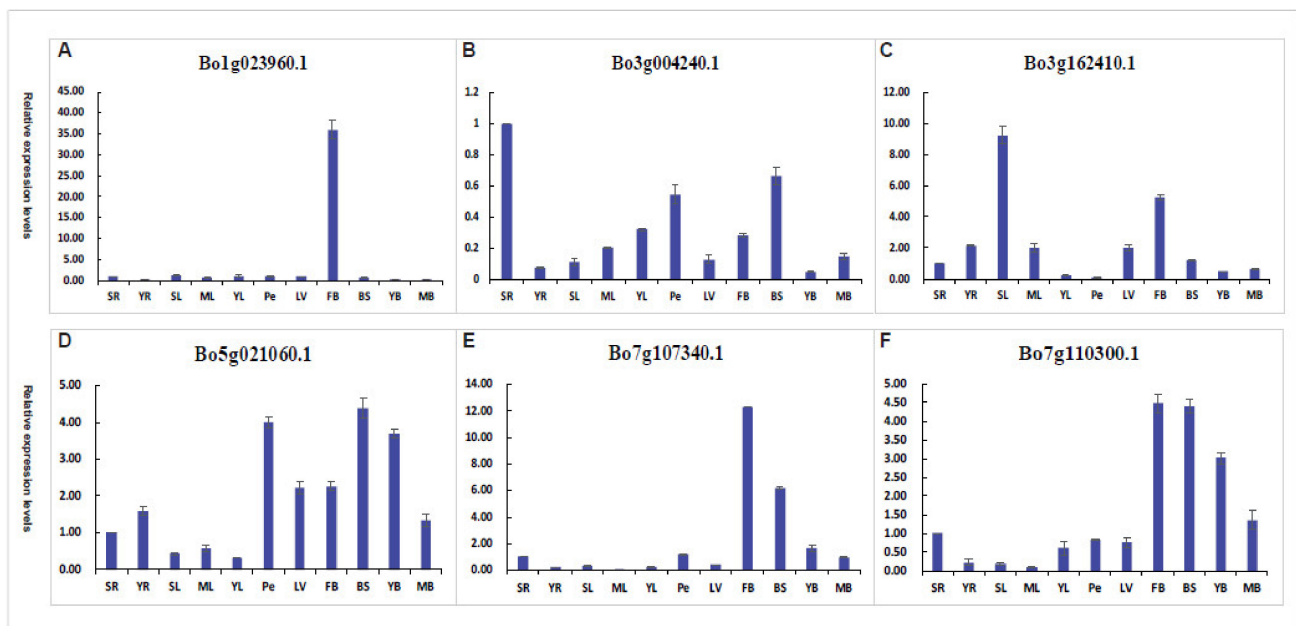 A
Bo1g023960.1
Relative expression levels
45.00
40.00
35.00
30.00
25.00
20.00
15.00
10.00
5.00
0.00
SR YR SL ML YL Pe LV FB BS YB MB
B
Bo3g004240.1
1.2
1
0.8
0.6
0.4
0.2
0
SR YR SL ML YL Pe LV FB BS YB MB
C
Bo3g162410.1
12.00
10.00
8.00
6.00
4.00
2.00
0.00
SR YR SL ML YL Pe LV FB BS YB MB
D
Bo5g021060.1
Relative expression levels
5.00
4.00
3.00
2.00
1.00
0.00
SR YR SL ML YL Pe LV FB BS YB MB
E
Bo7g107340.1
14.00
12.00
10.00
8.00
6.00
4.00
2.00
0.00
SR YR SL ML YL Pe LV FB BS YB MB
F
Bo7g110300.1
5.00
4.50
4.00
3.50
3.00
2.50
2.00
1.50
1.00
0.50
0.00
SR YR SL ML YL Pe LV FB BS YB MB